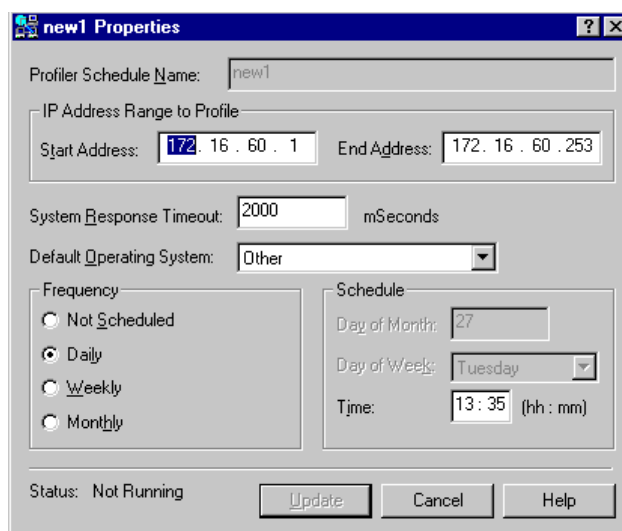 new1 Properties
Profiler Schedule Name: new1
IP Address Range to Profile
Start Address: 172. 16 . 60 . 1 End Address: 172. 16 . 60 .253
System Response Timeout: 2000 mSeconds
Default Operating System: Other
Frequency
Not Scheduled
Daily
Weekly
Monthly
Schedule
Day of Month: 27
Day of Week: Tuesday
Time: 13 : 35 (hh : mm)
Status: Not Running
Update Cancel Help